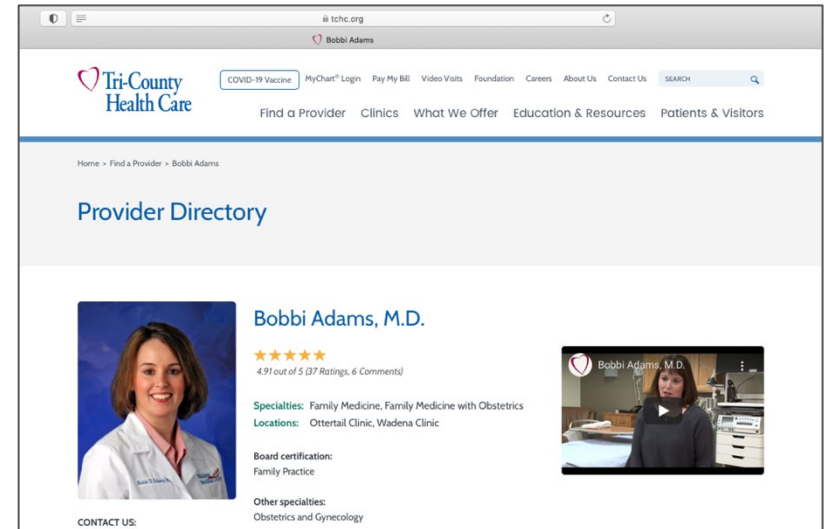 tchc.org
Bobbi Adams
Tri-County
Health Care
COVID-19 Vaccine MyChart® Login Pay My Bill Video Visits Foundation Careers About Us Contact Us SEARCH
Find a Provider Clinics What We Offer Education & Resources Patients & Visitors
Home > Find a Provider > Bobbi Adams
Provider Directory
Bobbi Adams, M.D.
4.91 out of 5 (37 Ratings, 6 Comments)
Bobbi Adams, M.D.
Specialties: Family Medicine, Family Medicine with Obstetrics
Locations: Ottertail Clinic, Wadena Clinic
Board certification:
Family Practice
Other specialties:
Obstetrics and Gynecology
CONTACT US: